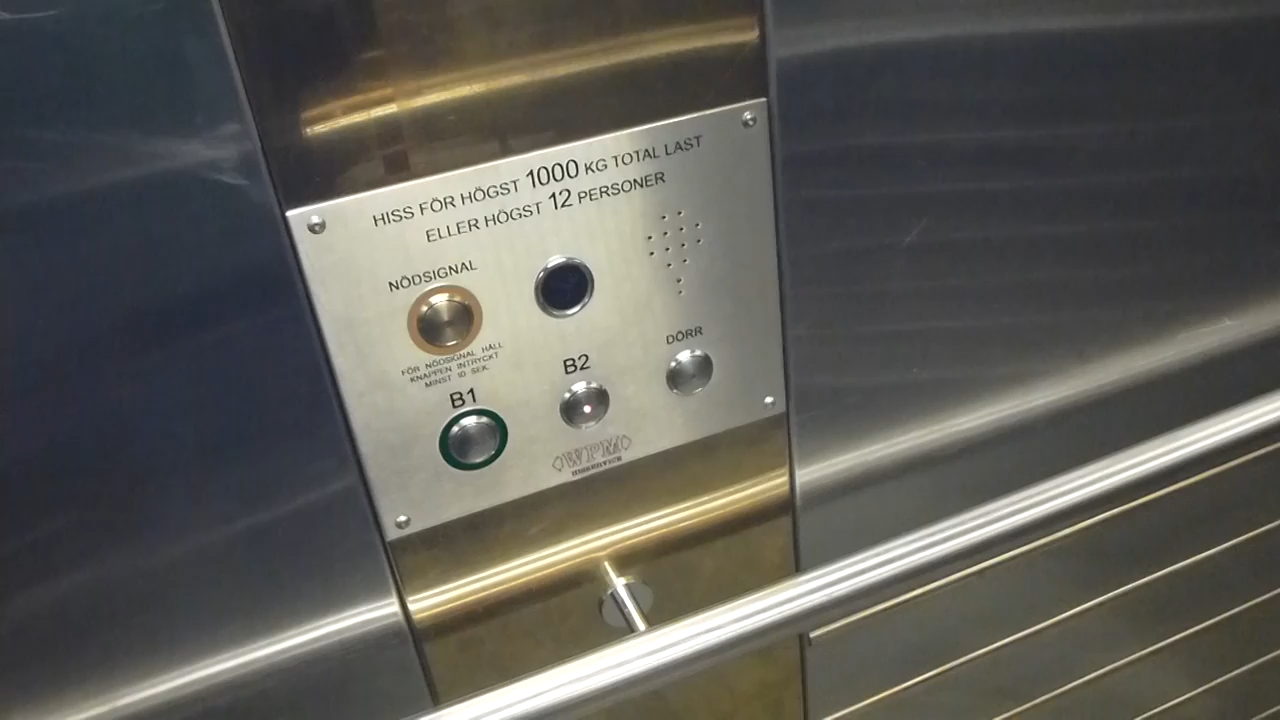 HISS FÖR HÖGST 1000 KG TOTAL LAST
ELLER HÖGST 12 PERSONER
NÖDSIGNAL
FÖR NÖDSIGNAL HÅLL
KNAPPEN INTRYCKT
MINST 10 SEK.
B1
B2
DÖRR
WPM